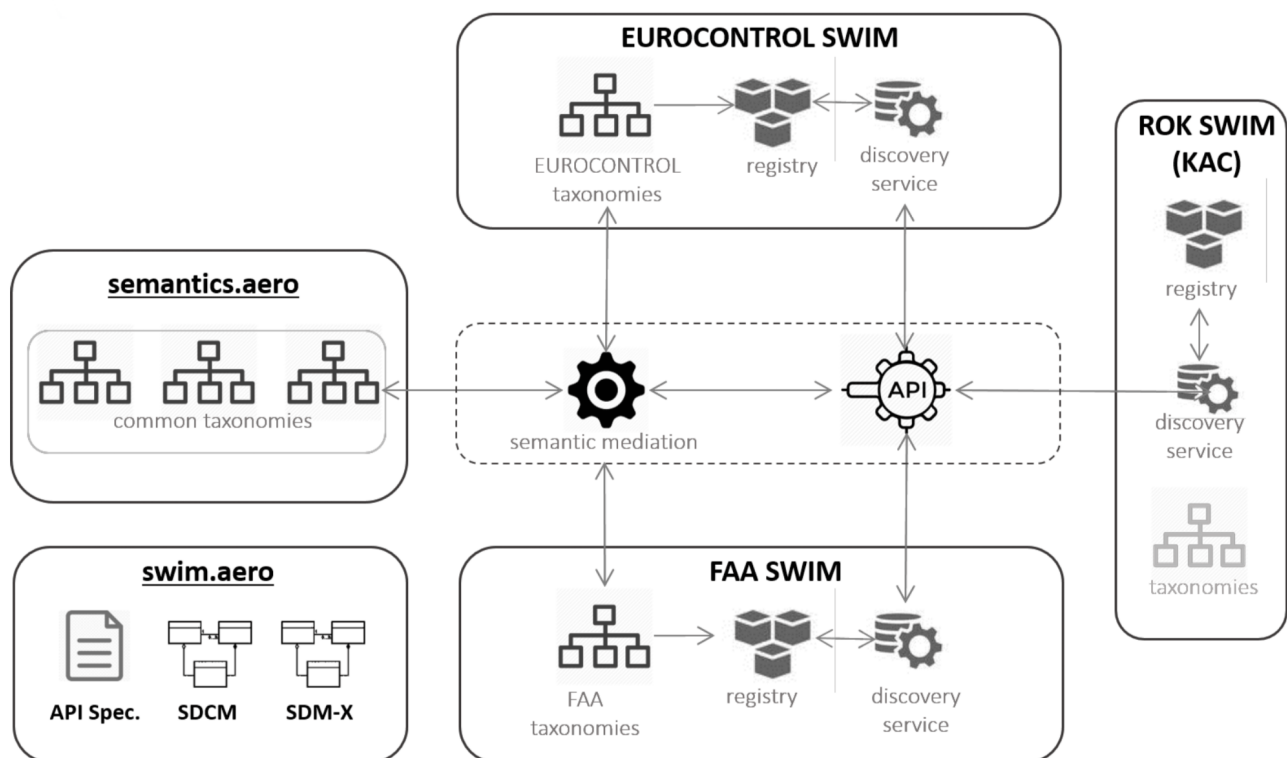 EUROCONTROL SWIM
EUROCONTROL
taxonomies
registry
discovery
service
ROK SWIM
(KAC)
registry
discovery
service
taxonomies
semantics.aero
common taxonomies
semantic mediation
API
swim.aero
API Spec.
SDCM
SDM-X
FAA SWIM
FAA
taxonomies
registry
discovery
service